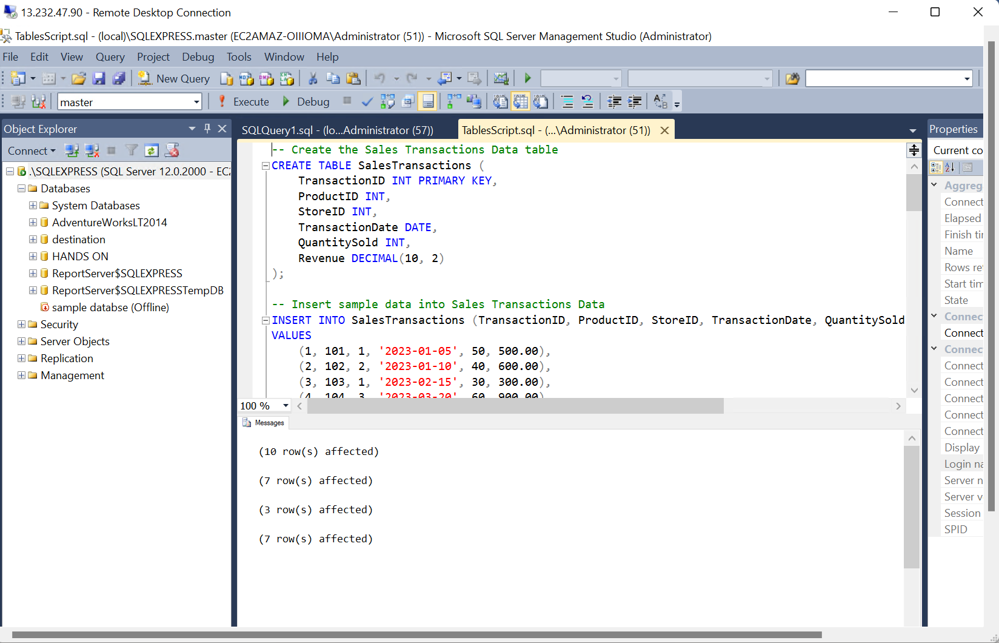 13.232.47.90 - Remote Desktop Connection
TablesScript.sql - (local)\SQLEXPRESS.master (EC2AMAZ-OIIIOMA\Administrator (51)) - Microsoft SQL Server Management Studio (Administrator)
File Edit View Query Project Debug Tools Window Help
New Query
master Execute Debug
Object Explorer
Connect
.\SQLEXPRESS (SQL Server 12.0.2000 - EC2
Databases
System Databases
AdventureWorksLT2014
destination
HANDS ON
ReportServer$SQLEXPRESS
ReportServer$SQLEXPRESSTempDB
sample databse (Offline)
Security
Server Objects
Replication
Management
SQLQuery1.sql - (lo...Administrator (57))
TablesScript.sql - (...\Administrator (51))
-- Create the Sales Transactions Data table
CREATE TABLE SalesTransactions (
TransactionID INT PRIMARY KEY,
ProductID INT,
StoreID INT,
TransactionDate DATE,
QuantitySold INT,
Revenue DECIMAL(10, 2)
);
-- Insert sample data into Sales Transactions Data
INSERT INTO SalesTransactions (TransactionID, ProductID, StoreID, TransactionDate, QuantitySold
VALUES
(1, 101, 1, '2023-01-05', 50, 500.00),
(2, 102, 2, '2023-01-10', 40, 600.00),
(3, 103, 1, '2023-02-15', 30, 300.00),
(4, 104, 3, '2023-03-20', 60, 900.00)
100 %
Messages
(10 row(s) affected)
(7 row(s) affected)
(3 row(s) affected)
(7 row(s) affected)
Properties
Current co
Aggreg
Connect
Elapsed
Finish ti
Name
Rows re
Start tim
State
Connec
Connect
Connec
Connect
Connect
Connect
Connect
Connect
Display
Login na
Server n
Server v
Session
SPID